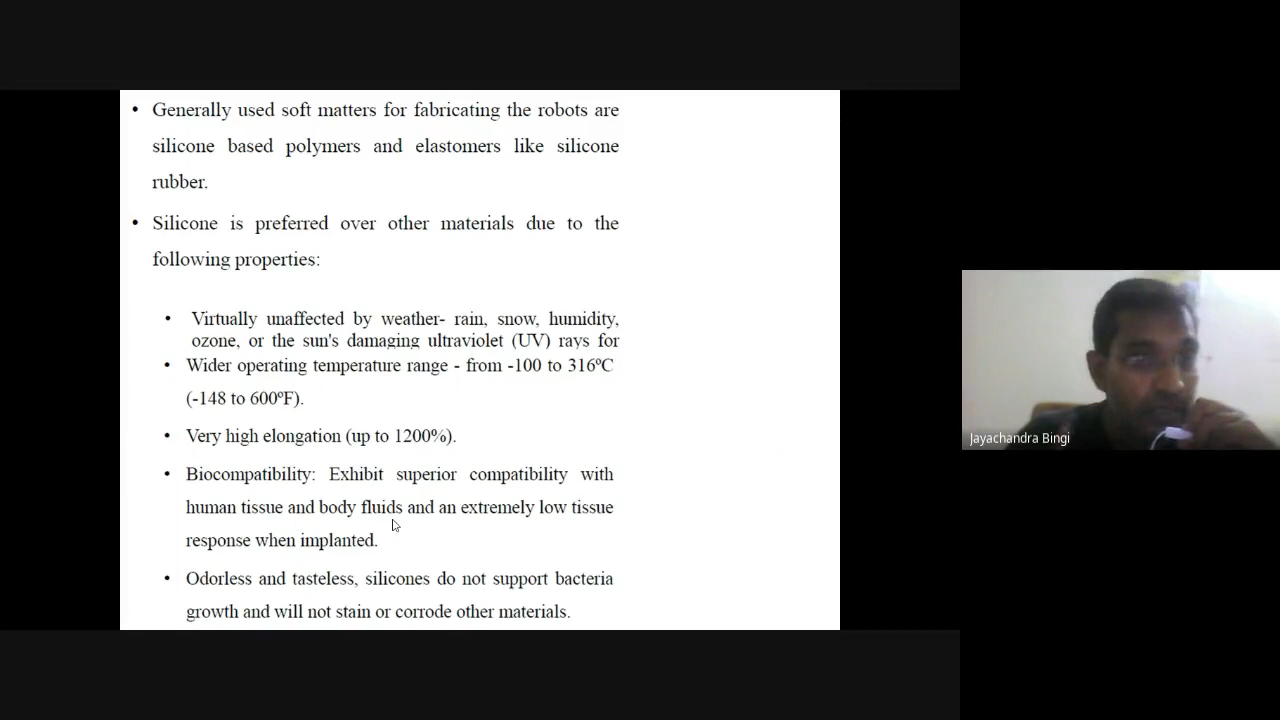 • Generally used soft matters for fabricating the robots are
silicone based polymers and elastomers like silicone
rubber.
• Silicone is preferred over other materials due to the
following properties:
• Virtually unaffected by weather- rain, snow, humidity,
ozone, or the sun's damaging ultraviolet (UV) rays for
• Wider operating temperature range - from -100 to 316ºC
(-148 to 600ºF).
• Very high elongation (up to 1200%).
• Biocompatibility: Exhibit superior compatibility with
human tissue and body fluids and an extremely low tissue
response when implanted.
• Odorless and tasteless, silicones do not support bacteria
growth and will not stain or corrode other materials.
Jayachandra Bingi